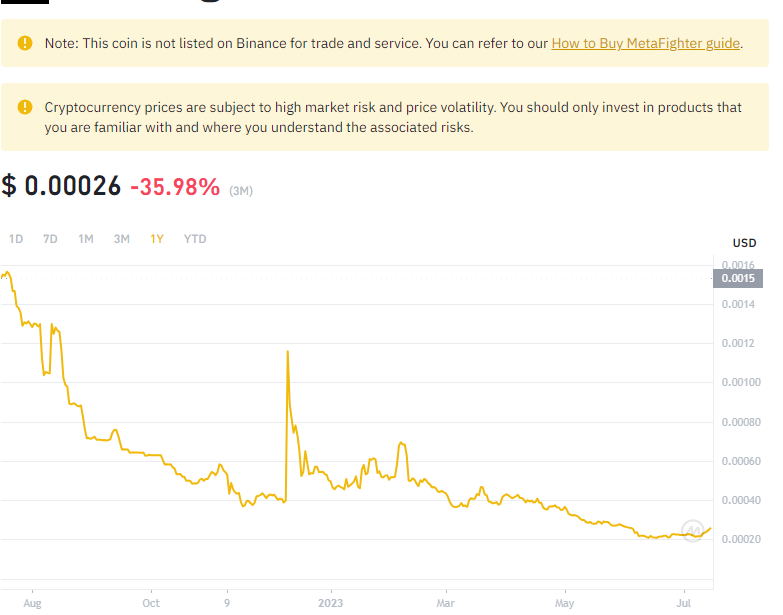 Note: This coin is not listed on Binance for trade and service. You can refer to our How to Buy MetaFighter guide.
Cryptocurrency prices are subject to high market risk and price volatility. You should only invest in products that
you are familiar with and where you understand the associated risks.
$ 0.00026 -35.98% (3M)
1D 7D 1M 3M 1Y YTD
USD
0.0016
0.0015
0.0014
0.0012
0.00100
0.00080
0.00060
0.00040
0.00020
Aug Oct 9 2023 Mar May Jul